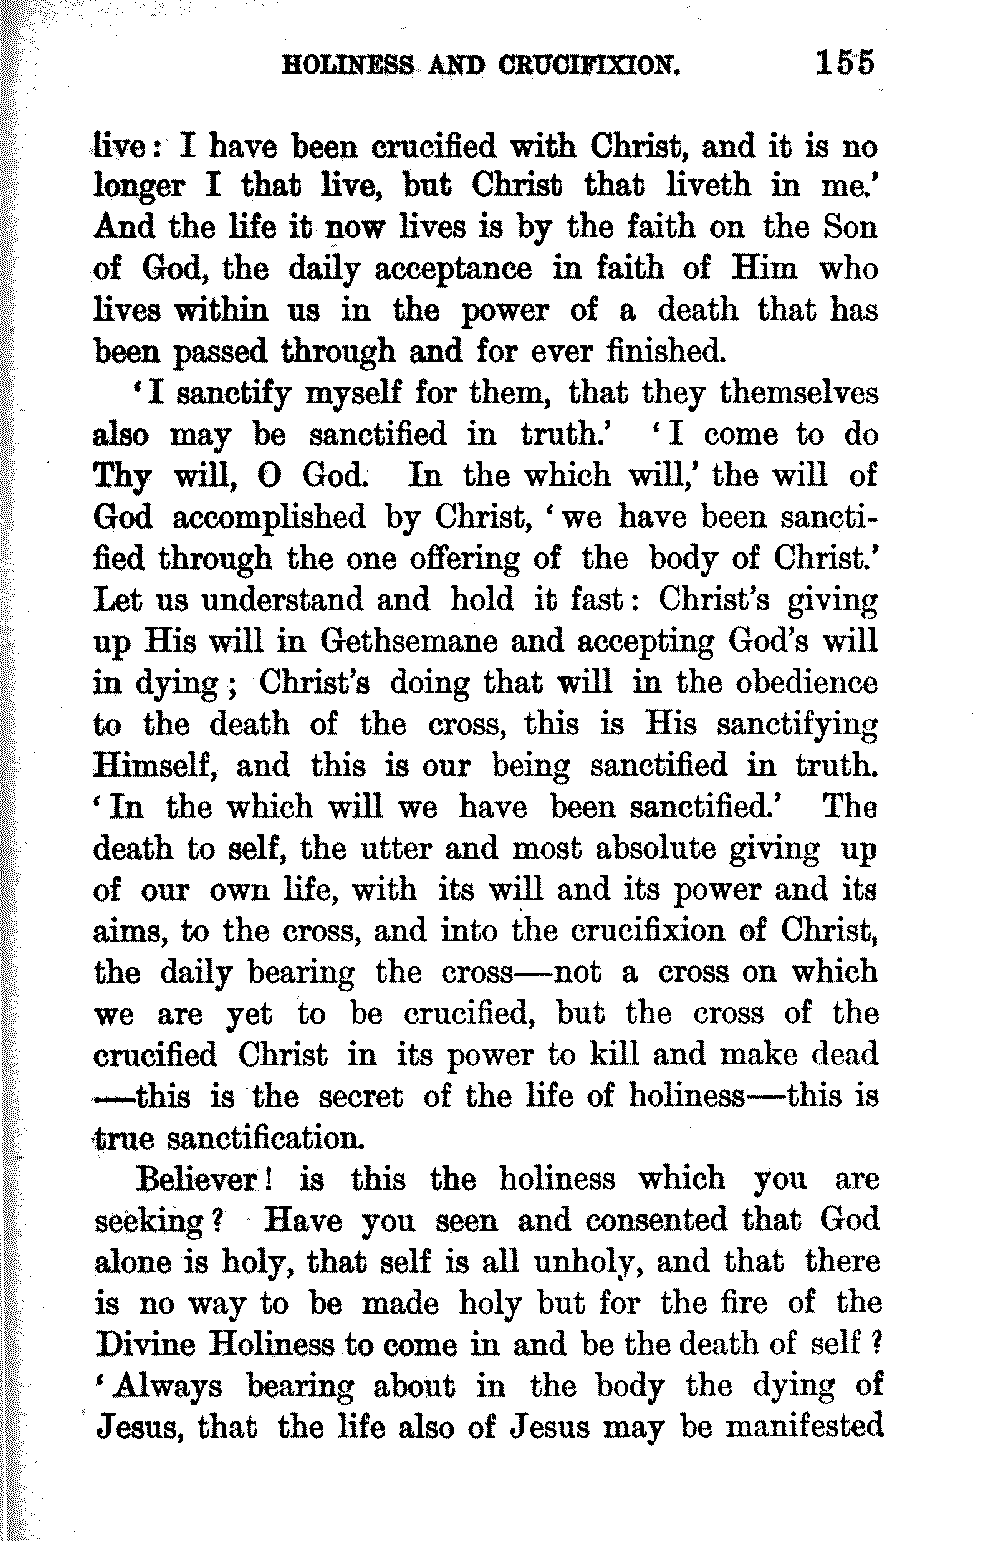 HOLINESS AND CRUCIFIXION. 155
live: I have been crucified with Christ, and it is no
longer I that live, but Christ that liveth in me.’
And the life it now lives is by the faith on the Son
of God, the daily acceptance in faith of Him who
lives within us in the power of a death that has
been passed through and for ever finished.
‘I sanctify myself for them, that they themselves
also may be sanctified in truth.’ ‘I come to do
Thy will, O God. In the which will,’ the will of
God accomplished by Christ, ‘we have been sancti-
fied through the one offering of the body of Christ.’
Let us understand and hold it fast: Christ’s giving
up His will in Gethsemane and accepting God’s will
in dying; Christ’s doing that will in the obedience
to the death of the cross, this is His sanctifying
Himself, and this is our being sanctified in truth.
‘In the which will we have been sanctified.’ The
death to self, the utter and most absolute giving up
of our own life, with its will and its power and its
aims, to the cross, and into the crucifixion of Christ,
the daily bearing the cross—not a cross on which
we are yet to be crucified, but the cross of the
crucified Christ in its power to kill and make dead
—this is the secret of the life of holiness—this is
true sanctification.
Believer! is this the holiness which you are
seeking? Have you seen and consented that God
alone is holy, that self is all unholy, and that there
is no way to be made holy but for the fire of the
Divine Holiness to come in and be the death of self?
‘Always bearing about in the body the dying of
Jesus, that the life also of Jesus may be manifested